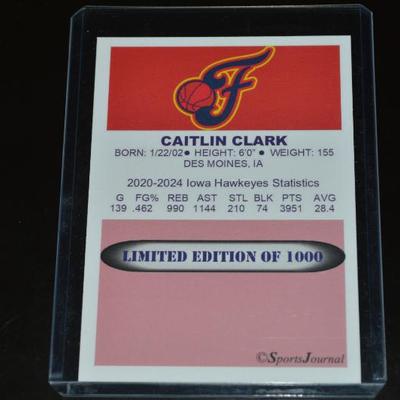 F
CAITLIN CLARK
BORN: 1/22/02● HEIGHT: 6'0" ● WEIGHT: 155
DES MOINES, IA
2020-2024 Iowa Hawkeyes Statistics
G FG% REB AST STL BLK PTS AVG
139 .462 990 1144 210 74 3951 28.4
LIMITED EDITION OF 1000
©SportsJournal